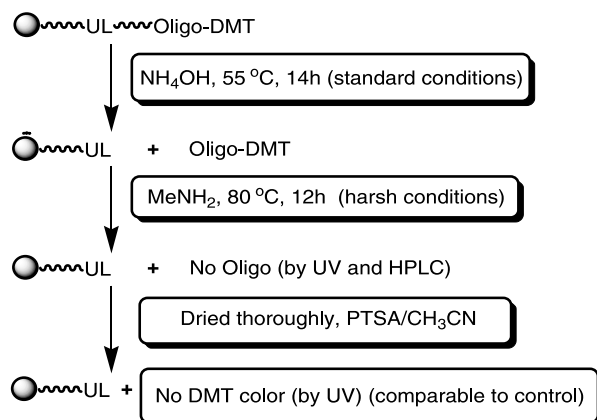 UL Oligo-DMT
NH₄OH, 55 °C, 14h (standard conditions)
UL + Oligo-DMT
MeNH₂, 80 °C, 12h (harsh conditions)
UL + No Oligo (by UV and HPLC)
Dried thoroughly, PTSA/CH₃CN
UL + No DMT color (by UV) (comparable to control)